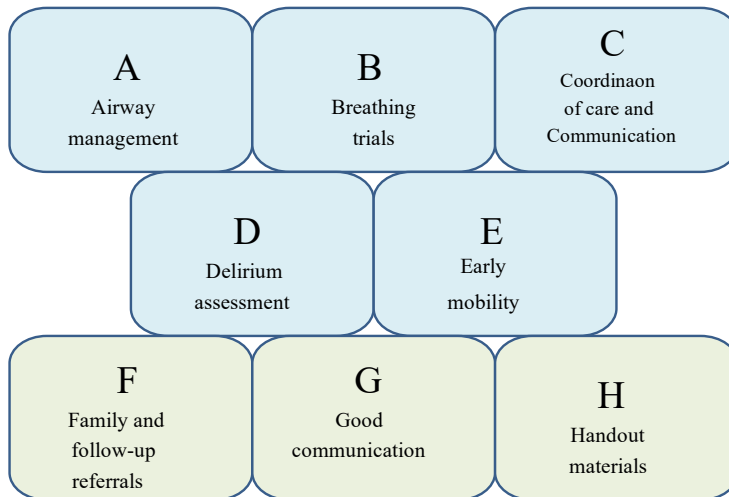 A
Airway
management
B
Breathing
trials
C
Coordinaon
of care and
Communication
D
Delirium
assessment
E
Early
mobility
F
Family and
follow-up
referrals
G
Good
communication
H
Handout
materials